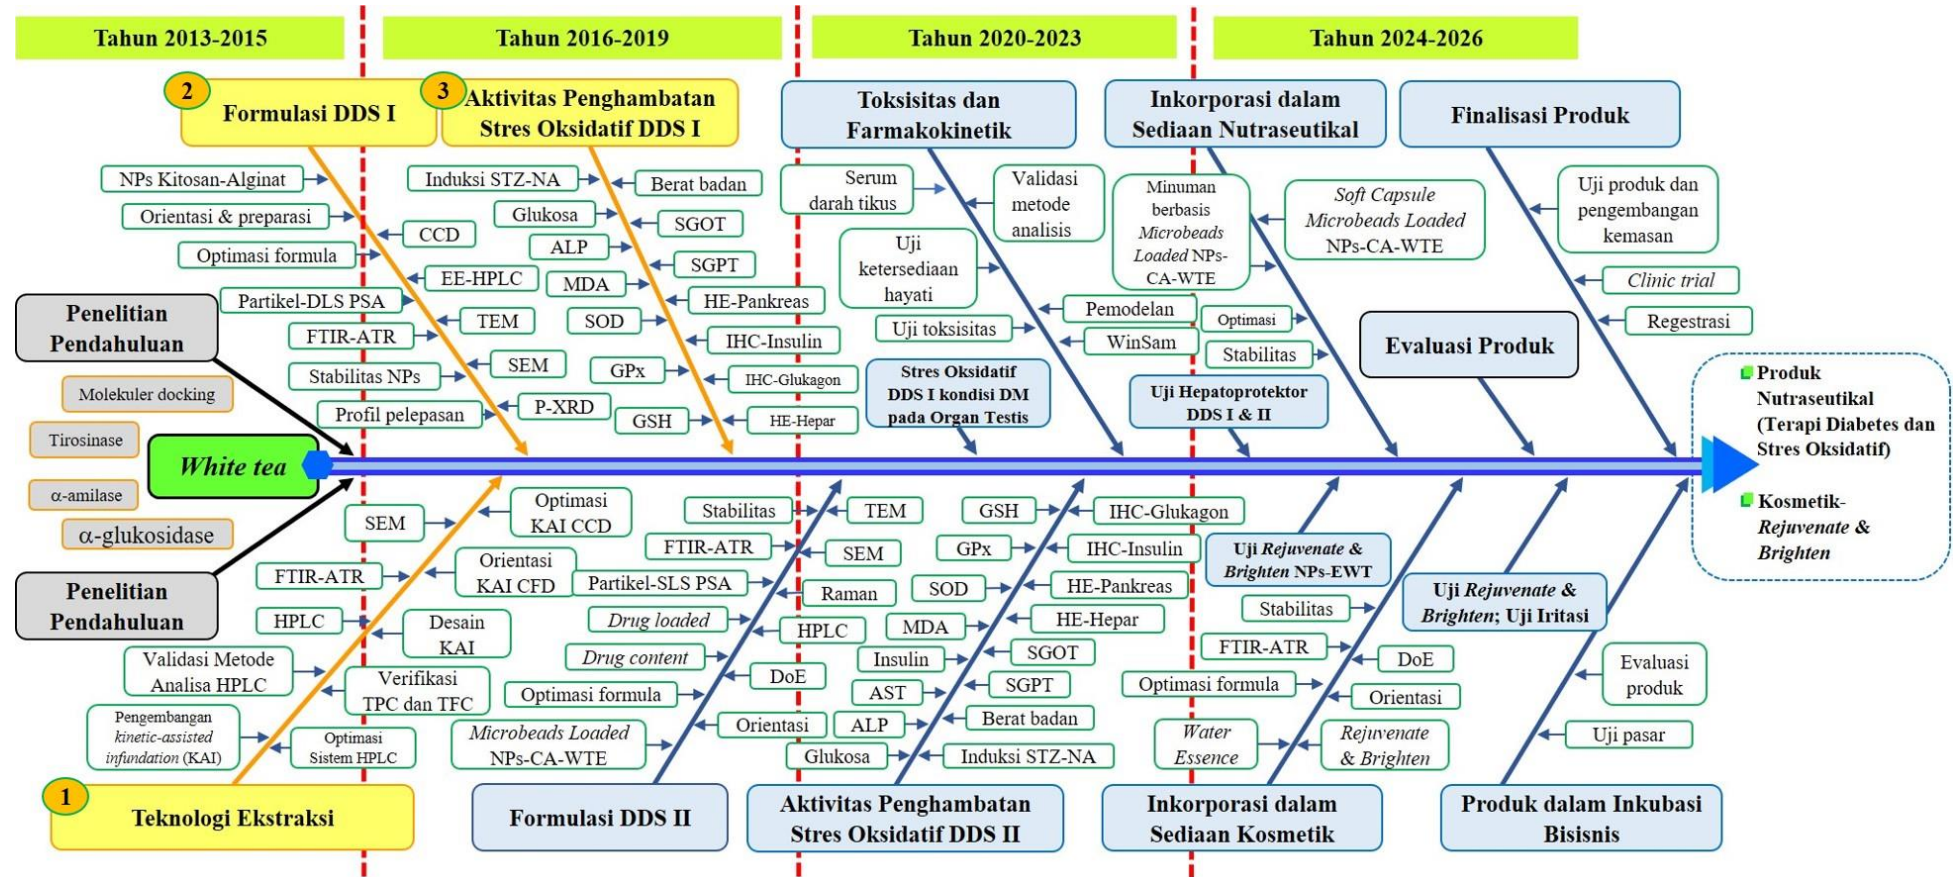 Tahun 2013-2015
Tahun 2016-2019
Tahun 2020-2023
Tahun 2024-2026
2
Formulasi DDS I
3
Aktivitas Penghambatan
Stres Oksidatif DDS I
Toksisitas dan
Farmakokinetik
Inkorporasi dalam
Sediaan Nutraseutikal
Finalisasi Produk
NPs Kitosan-Alginat
Orientasi & preparasi
Optimasi formula
Partikel-DLS PSA
FTIR-ATR
Stabilitas NPs
Profil pelepasan
CCD
EE-HPLC
TEM
SEM
P-XRD
Induksi STZ-NA
Glukosa
ALP
MDA
SOD
GPx
GSH
Berat badan
SGOT
SGPT
HE-Pankreas
IHC-Insulin
IHC-Glukagon
HE-Hepar
Serum
darah tikus
Uji
ketersediaan
hayati
Uji toksisitas
Validasi
metode
analisis
Pemodelan
WinSam
Stres Oksidatif
DDS I kondisi DM
pada Organ Testis
Minuman
berbasis
Microbeads
Loaded NPs-
CA-WTE
Optimasi
Stabilitas
Soft Capsule
Microbeads Loaded
NPs-CA-WTE
Uji Hepatoprotektor
DDS I & II
Evaluasi Produk
Uji produk dan
pengembangan
kemasan
Clinic trial
Regestrasi
Penelitian
Pendahuluan
Molekuler docking
Tirosinase
White tea
α-amilase
α-glukosidase
Penelitian
Pendahuluan
Produk
Nutraseutikal
(Terapi Diabetes dan
Stres Oksidatif)
Kosmetik-
Rejuvenate &
Brighten
SEM
FTIR-ATR
HPLC
Validasi Metode
Analisa HPLC
Pengembangan
kinetic-assisted
infundation (KAI)
Optimasi
KAI CCD
Orientasi
KAI CFD
Desain
KAI
Verifikasi
TPC dan TFC
Optimasi
Sistem HPLC
1
Teknologi Ekstraksi
Stabilitas
FTIR-ATR
Partikel-SLS PSA
Drug loaded
Drug content
Optimasi formula
Microbeads Loaded
NPs-CA-WTE
TEM
SEM
Raman
HPLC
DoE
Orientasi
Formulasi DDS II
GSH
GPx
SOD
MDA
Insulin
AST
ALP
Glukosa
IHC-Glukagon
IHC-Insulin
HE-Pankreas
HE-Hepar
SGOT
SGPT
Berat badan
Induksi STZ-NA
Aktivitas Penghambatan
Stres Oksidatif DDS II
Uji Rejuvenate &
Brighten NPs-EWT
Stabilitas
FTIR-ATR
Optimasi formula
Water
Essence
DoE
Orientasi
Rejuvenate
& Brighten
Inkorporasi dalam
Sediaan Kosmetik
Uji Rejuvenate &
Brighten; Uji Iritasi
Evaluasi
produk
Uji pasar
Produk dalam Inkubasi
Bisisnis